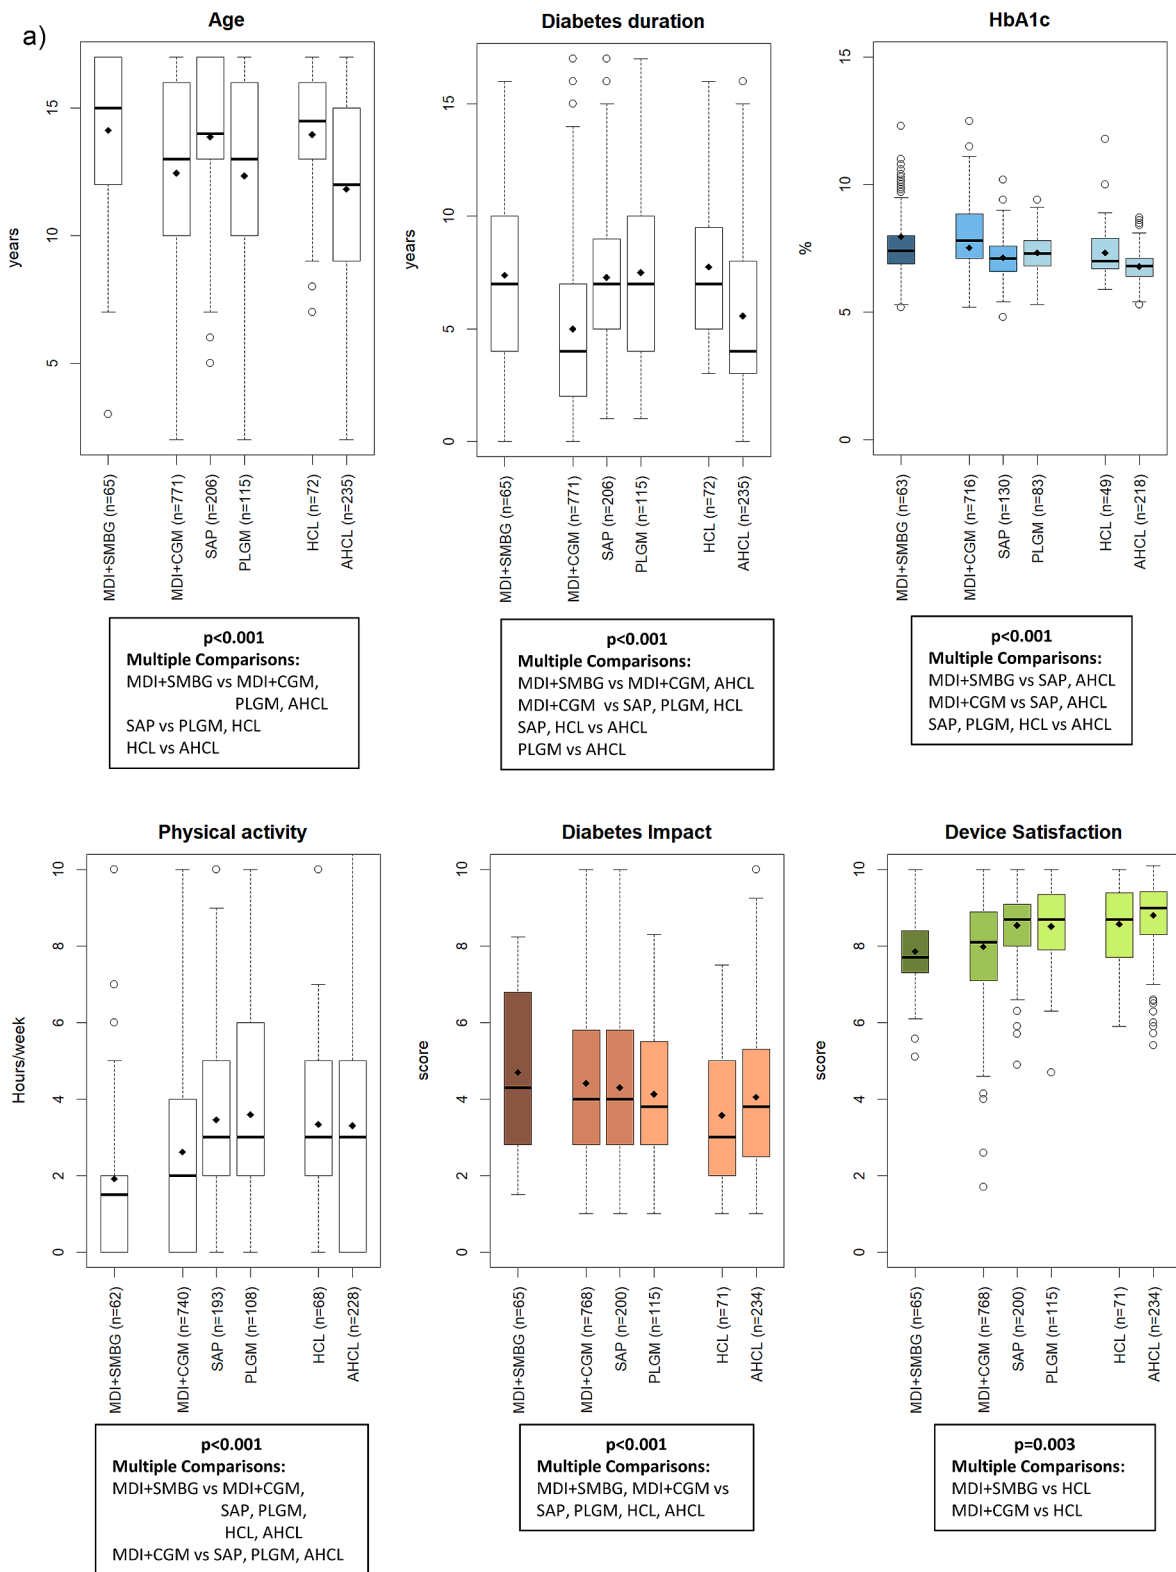 a)
Age
years
15
10
5
MDI+SMBG (n=65)
MDI+CGM (n=771)
SAP (n=206)
PLGM (n=115)
HCL (n=72)
AHCL (n=235)
p<0.001
Multiple Comparisons:
MDI+SMBG vs MDI+CGM,
PLGM, AHCL
SAP vs PLGM, HCL
HCL vs AHCL
Diabetes duration
years
15
10
5
0
MDI+SMBG (n=65)
MDI+CGM (n=771)
SAP (n=206)
PLGM (n=115)
HCL (n=72)
AHCL (n=235)
p<0.001
Multiple Comparisons:
MDI+SMBG vs MDI+CGM, AHCL
MDI+CGM vs SAP, PLGM, HCL
SAP, HCL vs AHCL
PLGM vs AHCL
HbA1c
%
15
10
5
0
MDI+SMBG (n=63)
MDI+CGM (n=716)
SAP (n=130)
PLGM (n=83)
HCL (n=49)
AHCL (n=218)
p<0.001
Multiple Comparisons:
MDI+SMBG vs SAP, AHCL
MDI+CGM vs SAP, AHCL
SAP, PLGM, HCL vs AHCL
Physical activity
Hours/week
10
8
6
4
2
0
MDI+SMBG (n=62)
MDI+CGM (n=740)
SAP (n=193)
PLGM (n=108)
HCL (n=68)
AHCL (n=228)
p<0.001
Multiple Comparisons:
MDI+SMBG vs MDI+CGM,
SAP, PLGM,
HCL, AHCL
MDI+CGM vs SAP, PLGM, AHCL
Diabetes Impact
score
10
8
6
4
2
0
MDI+SMBG (n=65)
MDI+CGM (n=768)
SAP (n=200)
PLGM (n=115)
HCL (n=71)
AHCL (n=234)
p<0.001
Multiple Comparisons:
MDI+SMBG, MDI+CGM vs
SAP, PLGM, HCL, AHCL
Device Satisfaction
score
10
8
6
4
2
0
MDI+SMBG (n=65)
MDI+CGM (n=768)
SAP (n=200)
PLGM (n=115)
HCL (n=71)
AHCL (n=234)
p=0.003
Multiple Comparisons:
MDI+SMBG vs HCL
MDI+CGM vs HCL